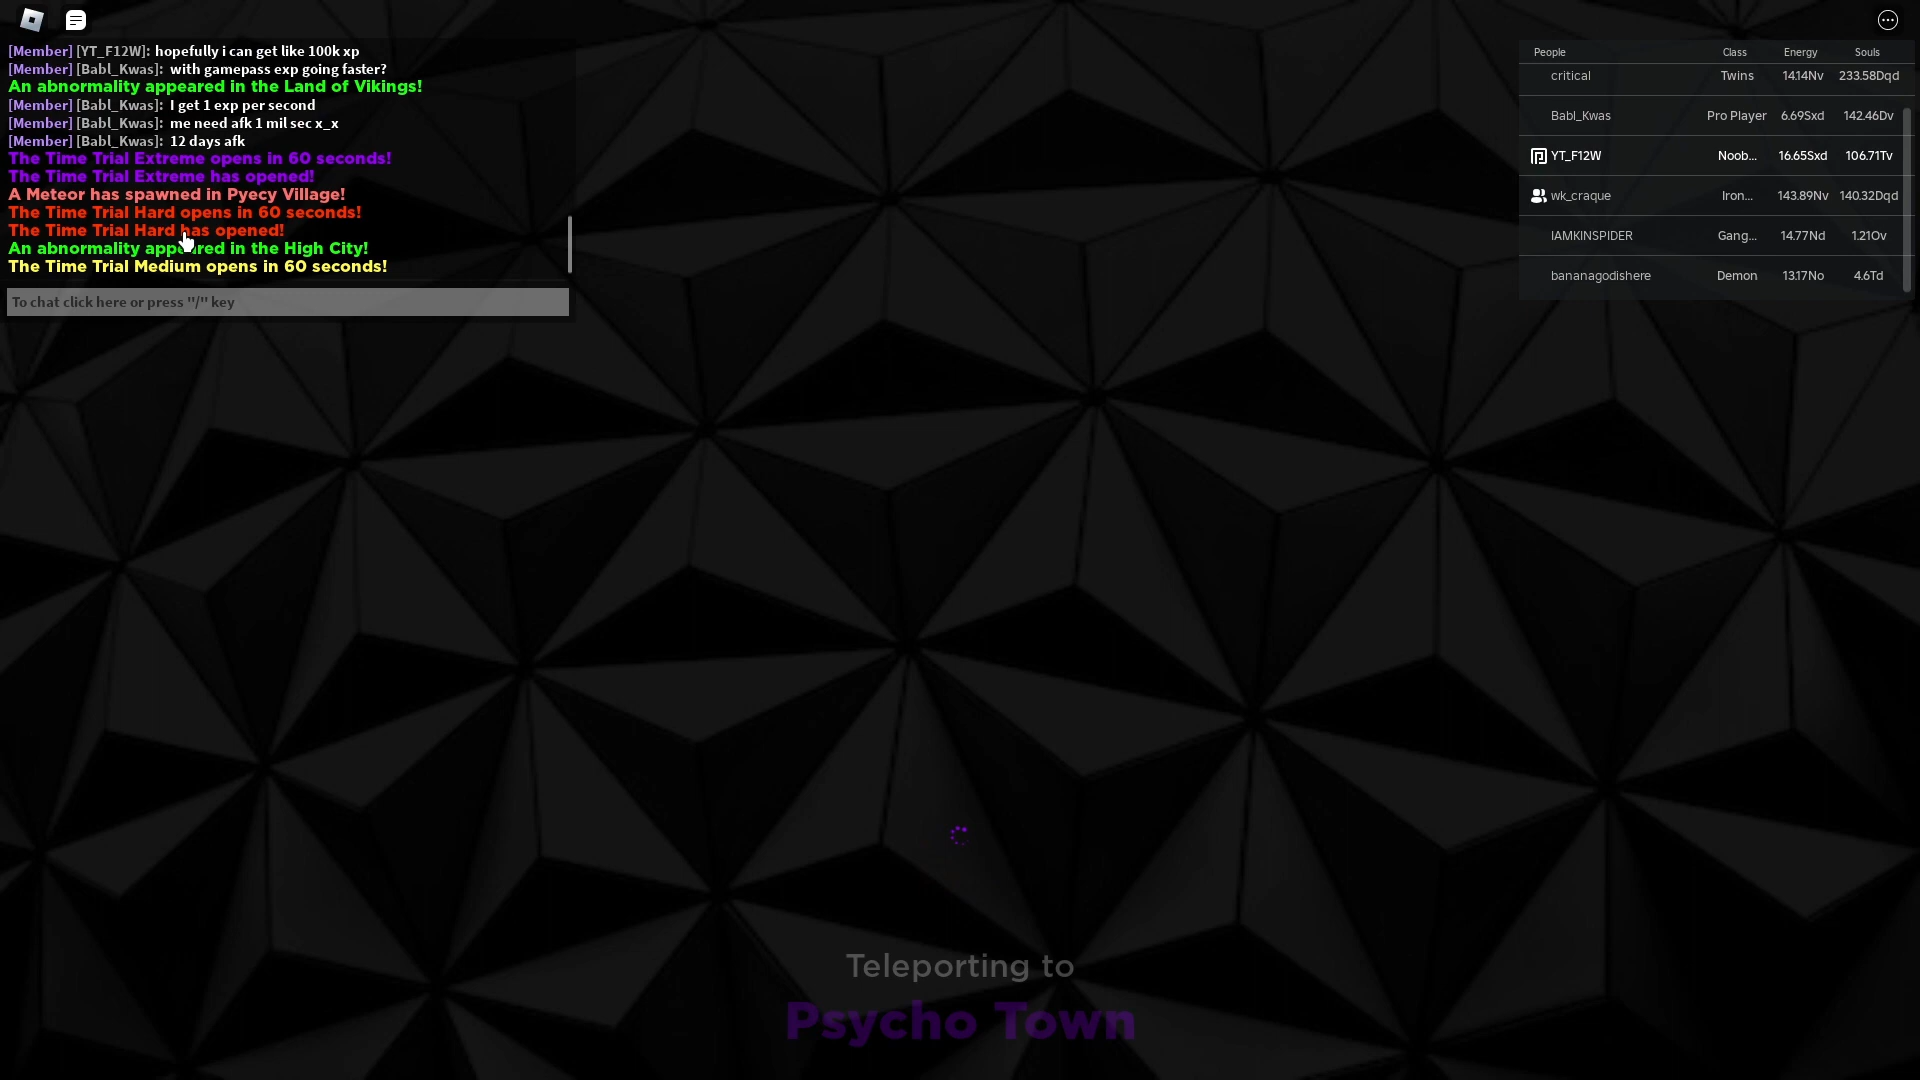 [Member] [YT_F12W]: hopefully i can get like 100k xp
[Member] [Babl_Kwas]: with gamepass exp going faster?
An abnormality appeared in the Land of Vikings!
[Member] [Babl_Kwas]: I get 1 exp per second
[Member] [Babl_Kwas]: me need afk 1 mil sec x_x
[Member] [Babl_Kwas]: 12 days afk
The Time Trial Extreme opens in 60 seconds!
The Time Trial Extreme has opened!
A Meteor has spawned in Pyecy Village!
The Time Trial Hard opens in 60 seconds!
The Time Trial Hard has opened!
An abnormality appeared in the High City!
The Time Trial Medium opens in 60 seconds!
To chat click here or press "/" key
People Class Energy Souls
critical Twins 14.14Nv 233.58Dqd
Babl_Kwas Pro Player 6.69Sxd 142.46Dv
YT_F12W Noob... 16.65Sxd 106.71Tv
wk_craque Iron... 143.89Nv 140.32Dqd
IAMKINSPIDER Gang... 14.77Nd 1.21Ov
bananagodishere Demon 13.17No 4.6Td
Teleporting to
Psycho Town